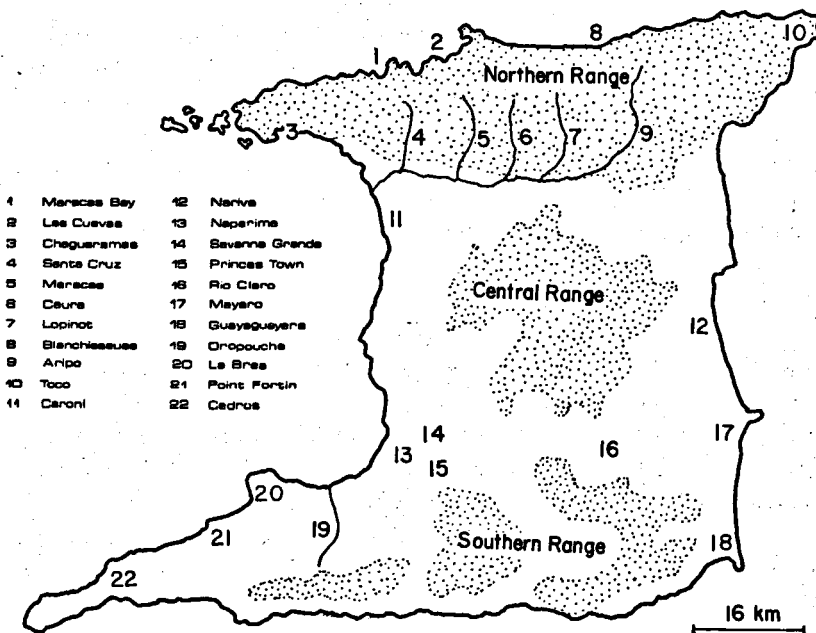 1 2 8 10
Northern Range
3 4 5 6 7 9
1 Maracas Bay
2 Las Cuevas
3 Chaguaramas
4 Santa Cruz
5 Maracas
6 Caura
7 Lopinot
8 Blanchisseuse
9 Aripo
10 Toco
11 Caroni
12 Nariva
13 Naparima
14 Savanna Grande
15 Princes Town
16 Rio Claro
17 Mayaro
18 Guayaguayare
19 Oropouche
20 La Brea
21 Point Fortin
22 Cedros
11
Central Range
12
14 16 17
13 15
20
21 19
Southern Range 18
22
16 km